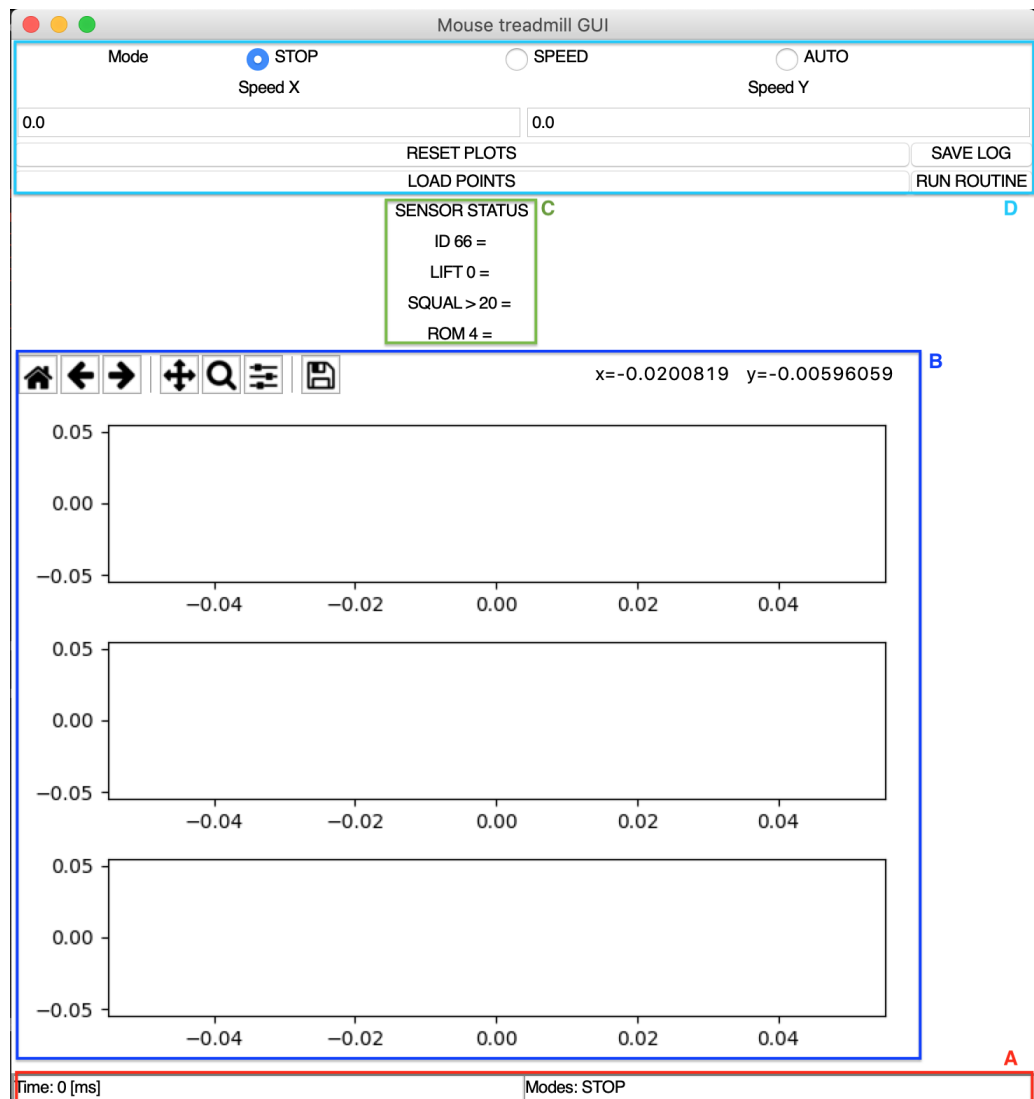 Mouse treadmill GUI
Mode STOP SPEED AUTO
Speed X Speed Y
0.0 0.0
RESET PLOTS SAVE LOG
LOAD POINTS RUN ROUTINE
SENSOR STATUS C D
ID 66 =
LIFT 0 =
SQUAL > 20 =
ROM 4 =
B
x=-0.0200819 y=-0.00596059
0.05
0.00
−0.05
−0.04 −0.02 0.00 0.02 0.04
0.05
0.00
−0.05
−0.04 −0.02 0.00 0.02 0.04
0.05
0.00
−0.05
−0.04 −0.02 0.00 0.02 0.04
A
Time: 0 [ms] Modes: STOP